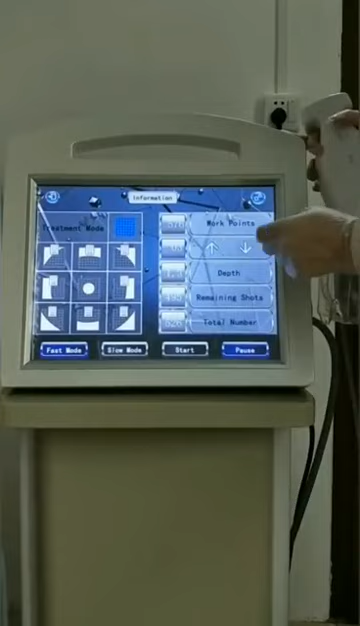 Information
Treatment Mode
Work Points
Depth
Remaining Shots
Total Number
Fast Mode
Slow Mode
Start
Pause